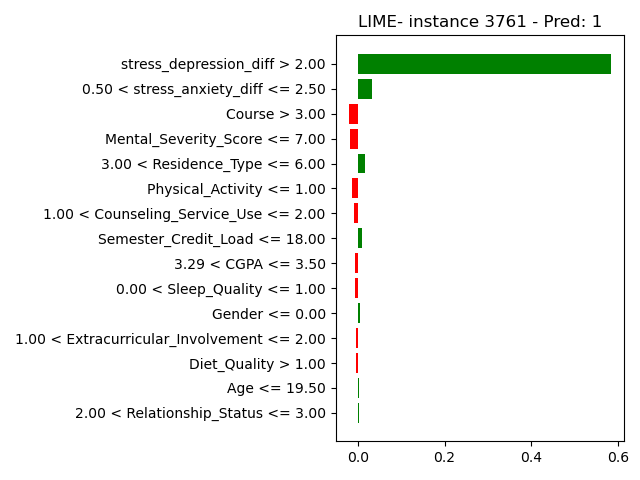 LIME- instance 3761 - Pred: 1
stress_depression_diff > 2.00
0.50 < stress_anxiety_diff <= 2.50
Course > 3.00
Mental_Severity_Score <= 7.00
3.00 < Residence_Type <= 6.00
Physical_Activity <= 1.00
1.00 < Counseling_Service_Use <= 2.00
Semester_Credit_Load <= 18.00
3.29 < CGPA <= 3.50
0.00 < Sleep_Quality <= 1.00
Gender <= 0.00
1.00 < Extracurricular_Involvement <= 2.00
Diet_Quality > 1.00
Age <= 19.50
2.00 < Relationship_Status <= 3.00
0.0 0.2 0.4 0.6